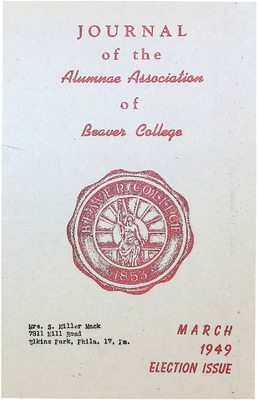 JOURNAL
of the
Alumnae Association
of
Beaver College
BEAVER COLLEGE
1853
Mrs. S. Miller Mack
7811 Mill Road
Elkins Park, Phila. 17, Pa.
MARCH
1949
ELECTION ISSUE